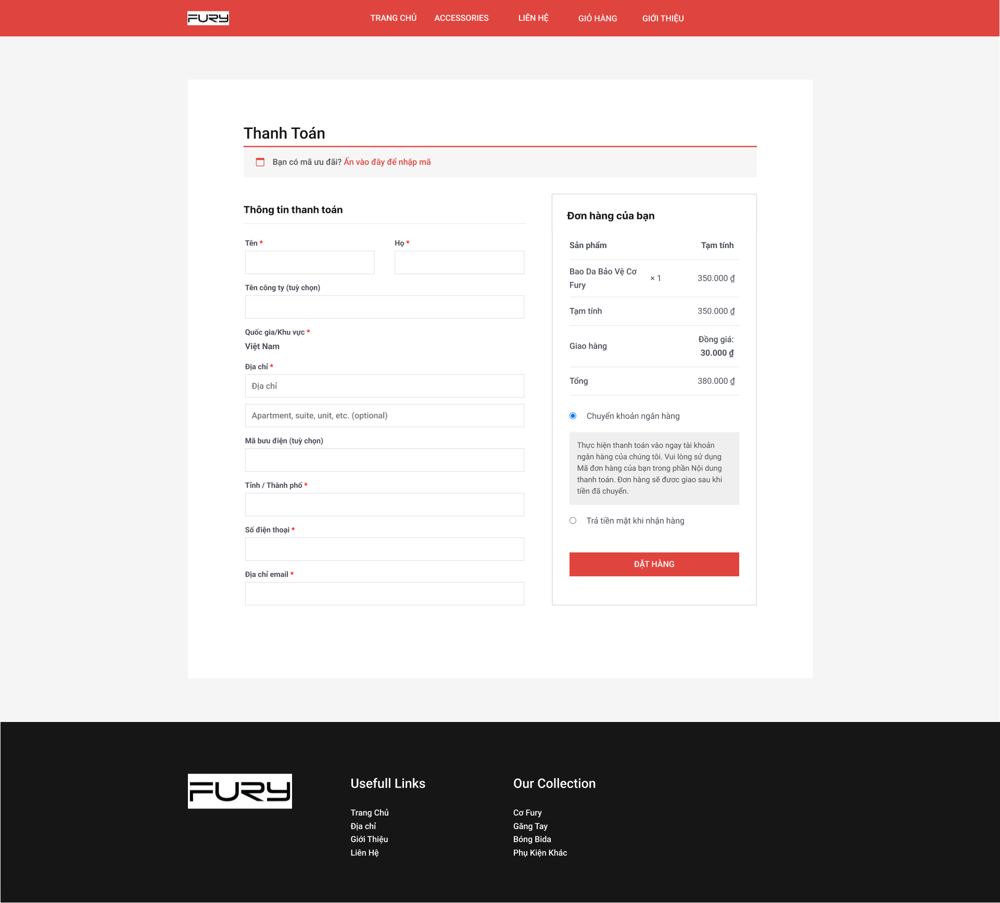 FURY
TRANG CHỦ ACCESSORIES LIÊN HỆ GIỎ HÀNG GIỚI THIỆU
Thanh Toán
Bạn có mã ưu đãi? Ấn vào đây để nhập mã
Thông tin thanh toán
Tên * Họ *
Tên công ty (tuỳ chọn)
Quốc gia/Khu vực *
Việt Nam
Địa chỉ *
Địa chỉ
Apartment, suite, unit, etc. (optional)
Mã bưu điện (tuỳ chọn)
Tỉnh / Thành phố *
Số điện thoại *
Địa chỉ email *
Đơn hàng của bạn
Sản phẩm Tạm tính
Bao Da Bảo Vệ Cơ
Fury × 1 350.000 ₫
Tạm tính 350.000 ₫
Giao hàng Đồng giá:
30.000 ₫
Tổng 380.000 ₫
Chuyển khoản ngân hàng
Thực hiện thanh toán vào ngay tài khoản
ngân hàng của chúng tôi. Vui lòng sử dụng
Mã đơn hàng của bạn trong phần Nội dung
thanh toán. Đơn hàng sẽ đươc giao sau khi
tiền đã chuyển.
Trả tiền mặt khi nhận hàng
ĐẶT HÀNG
FURY
Usefull Links
Trang Chủ
Địa chỉ
Giới Thiệu
Liên Hệ
Our Collection
Cơ Fury
Găng Tay
Bóng Bida
Phụ Kiện Khác